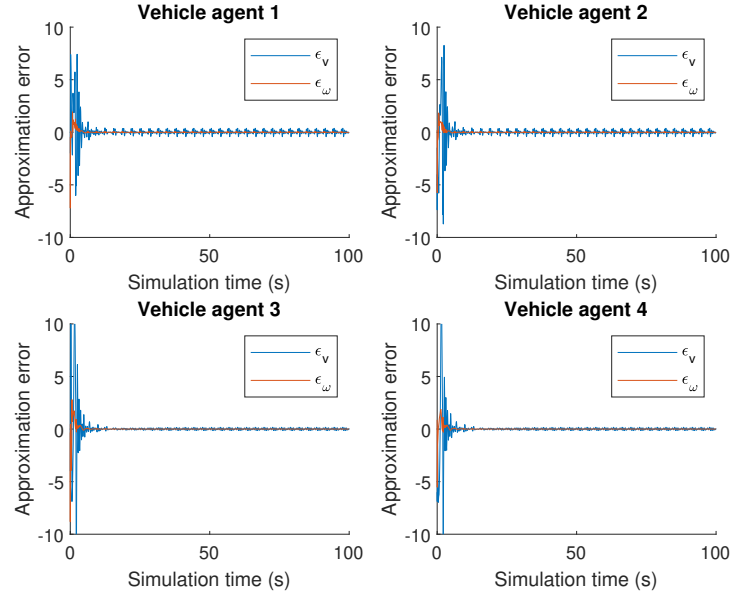 Vehicle agent 1
10
5
0
-5
-10
Approximation error
0
50
100
Simulation time (s)
ϵv
ϵω
Vehicle agent 2
10
5
0
-5
-10
Approximation error
0
50
100
Simulation time (s)
ϵv
ϵω
Vehicle agent 3
10
5
0
-5
-10
Approximation error
0
50
100
Simulation time (s)
ϵv
ϵω
Vehicle agent 4
10
5
0
-5
-10
Approximation error
0
50
100
Simulation time (s)
ϵv
ϵω